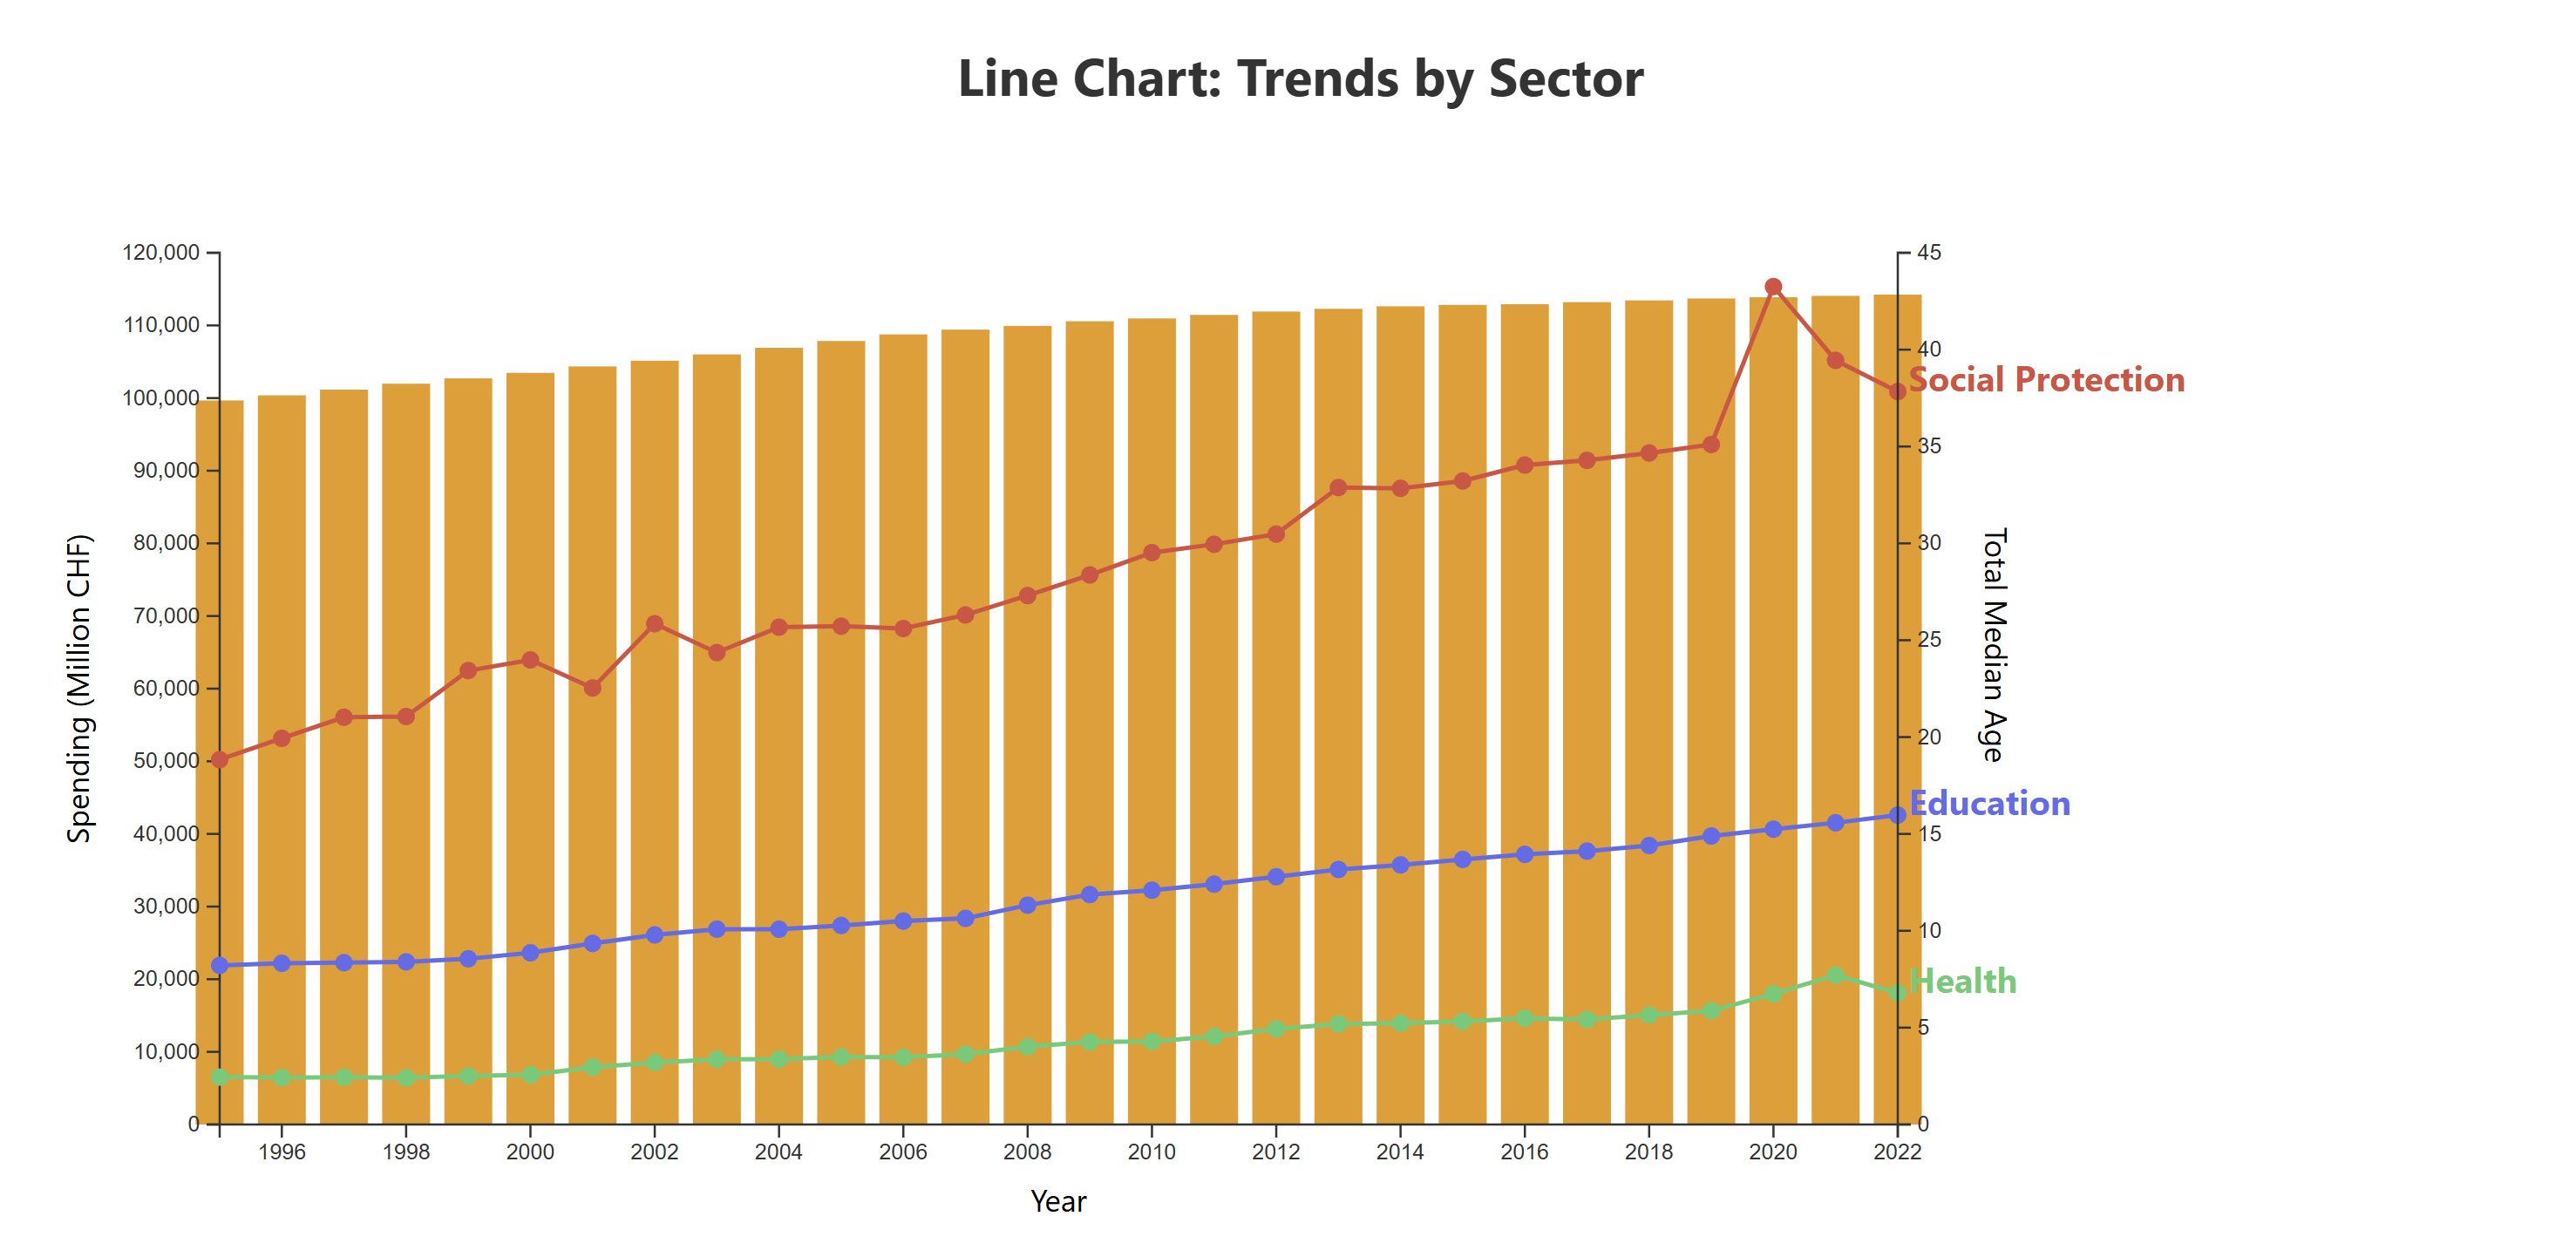 Line Chart: Trends by Sector
120,000
110,000
100,000
90,000
80,000
70,000
60,000
50,000
40,000
30,000
20,000
10,000
0
Spending (Million CHF)
45
40
35
30
25
20
15
10
5
0
Total Median Age
Social Protection
Education
Health
1996 1998 2000 2002 2004 2006 2008 2010 2012 2014 2016 2018 2020 2022
Year